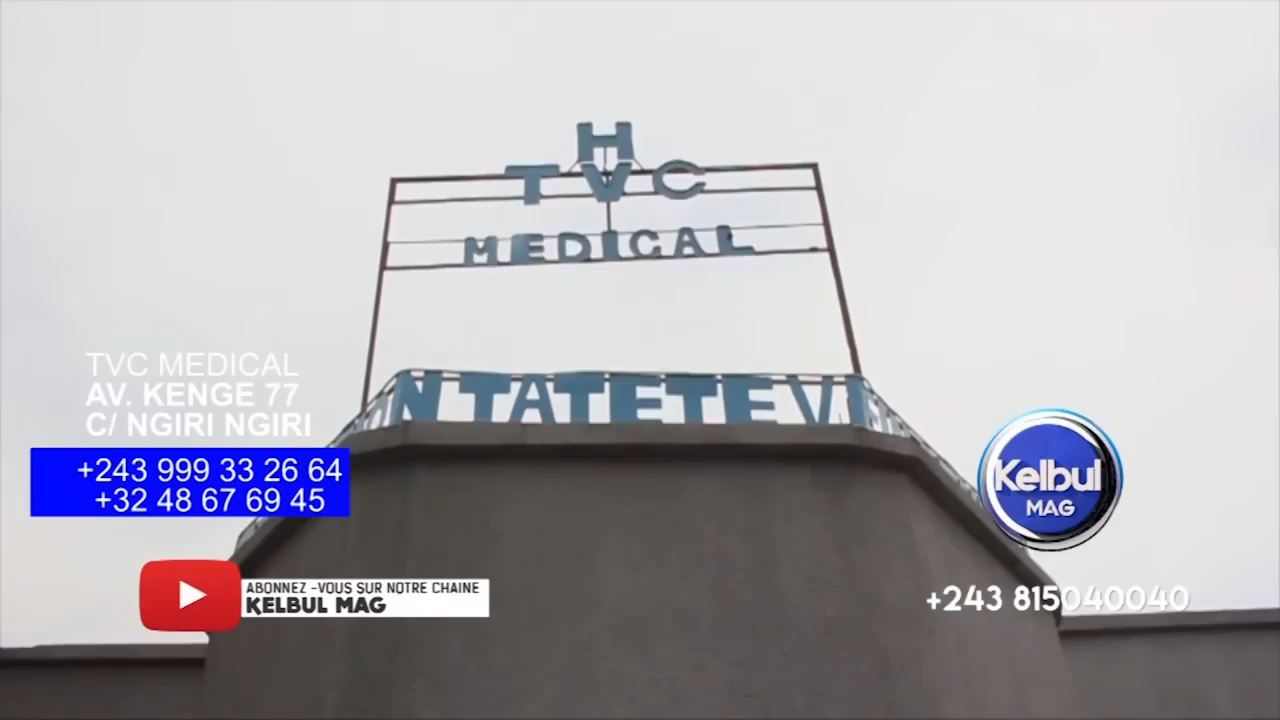 H
TVC
MEDICAL
TATETE
TVC MEDICAL
AV. KENGE 77
C/ NGIRI NGIRI
+243 999 33 26 64
+32 48 67 69 45
Kelbul
MAG
ABONNEZ -VOUS SUR NOTRE CHAINE
KELBUL MAG
+243 815040040